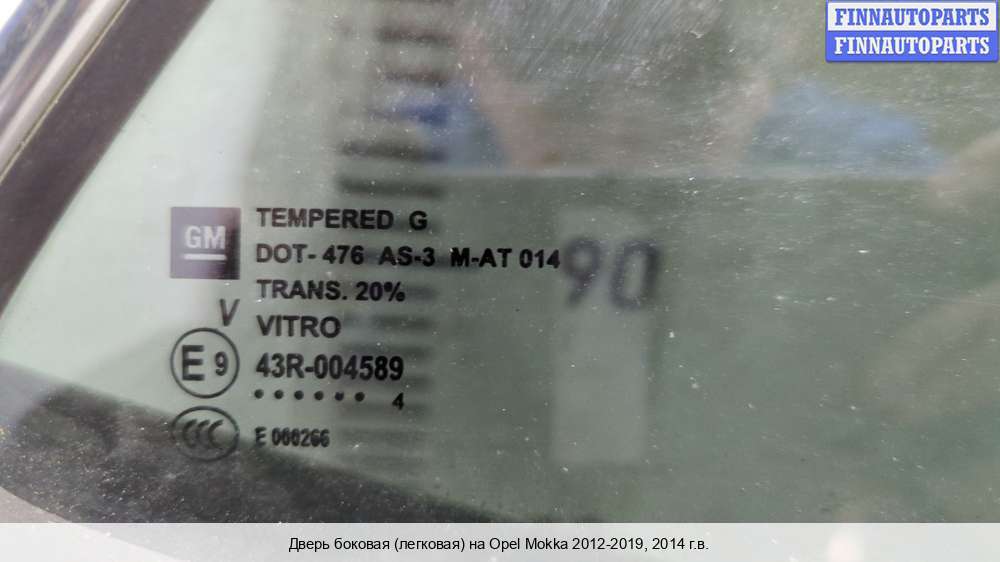 FINNAUTOPARTS
FINNAUTOPARTS
GM
TEMPERED G
DOT- 476 AS-3 M-AT 014
TRANS. 20%
V
VITRO
E 9
43R-004589
• • • • • • 4
CCC
E 000266
90
Дверь боковая (легковая) на Opel Mokka 2012-2019, 2014 г.в.